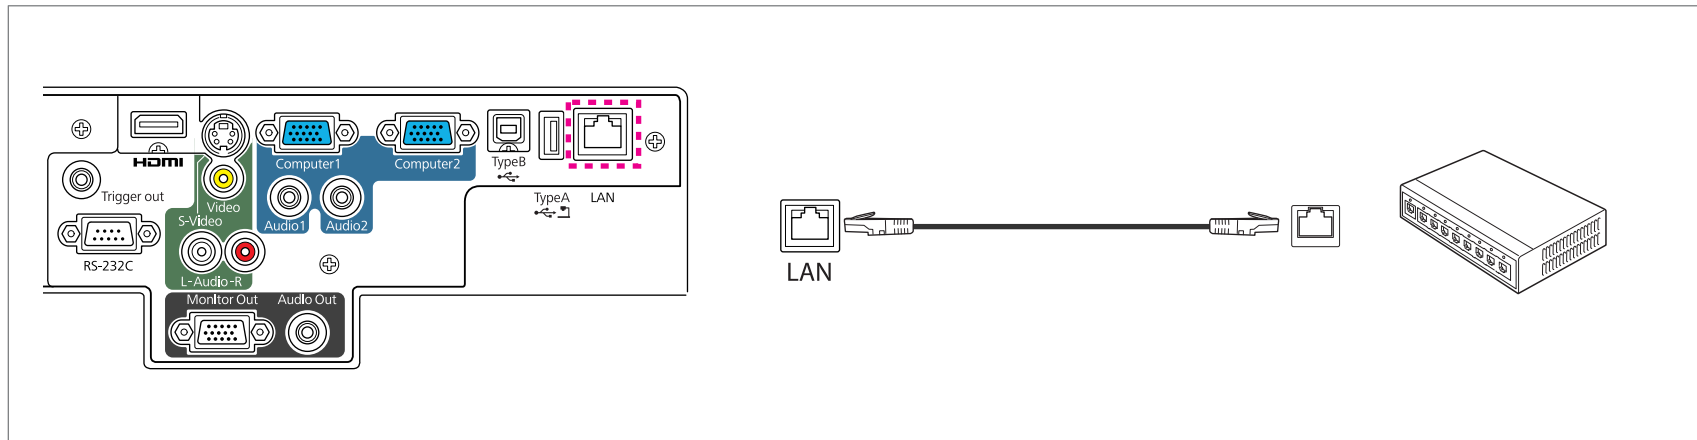 HDMI
Computer1
Computer2
TypeB
Trigger out
Video
TypeA
LAN
S-Video
Audio1
Audio2
RS-232C
L-Audio-R
Monitor Out
Audio Out
LAN